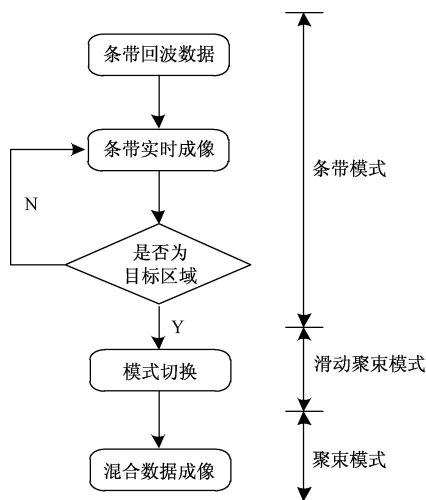 条带回波数据
条带实时成像
条带模式
N
是否为
目标区域
Y
模式切换
滑动聚束模式
混合数据成像
聚束模式